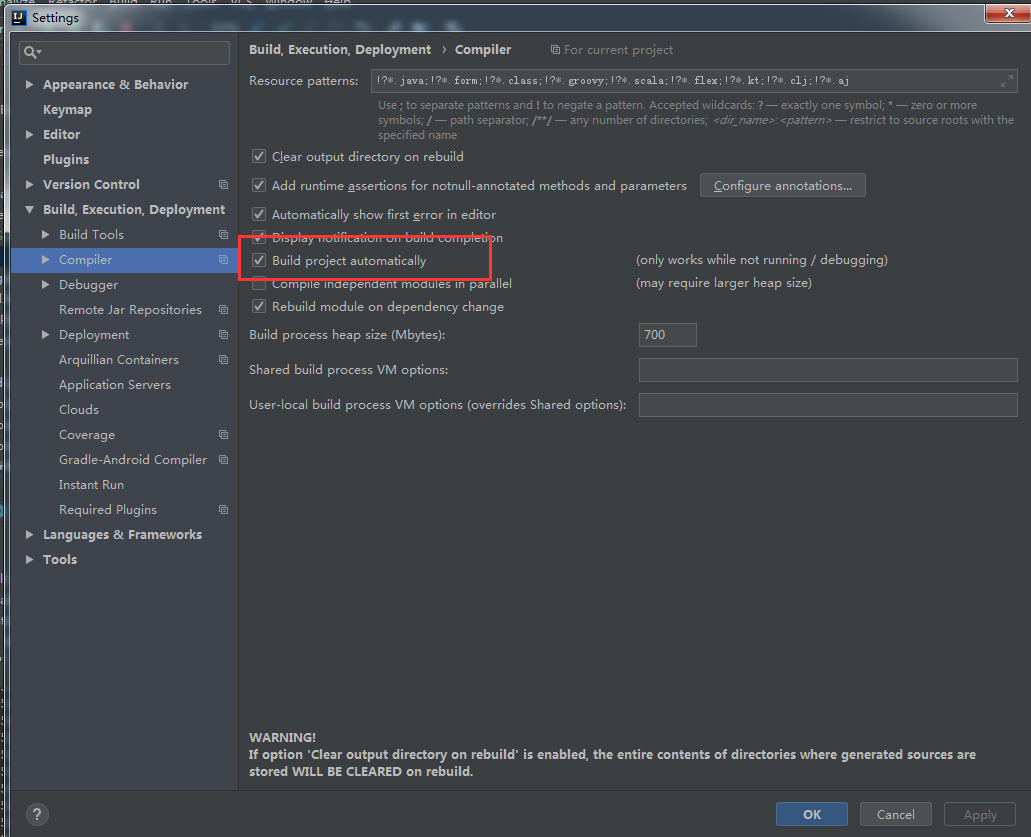 Refactor Build Run Tools VCS Window Help
IJ Settings
Build, Execution, Deployment › Compiler For current project
Appearance & Behavior
Keymap
Editor
Plugins
Version Control
Build, Execution, Deployment
Build Tools
Compiler
Debugger
Remote Jar Repositories
Deployment
Arquillian Containers
Application Servers
Clouds
Coverage
Gradle-Android Compiler
Instant Run
Required Plugins
Languages & Frameworks
Tools
Resource patterns: !?*.java;!?*.form;!?*.class;!?*.groovy;!?*.scala;!?*.flex;!?*.kt;!?*.clj;!?*.aj
Use ; to separate patterns and ! to negate a pattern. Accepted wildcards: ? — exactly one symbol; * — zero or more
symbols; / — path separator; /**/ — any number of directories; <dir_name>:<pattern> — restrict to source roots with the
specified name
Clear output directory on rebuild
Add runtime assertions for notnull-annotated methods and parameters Configure annotations...
Automatically show first error in editor
Display notification on build completion
Build project automatically (only works while not running / debugging)
Compile independent modules in parallel (may require larger heap size)
Rebuild module on dependency change
Build process heap size (Mbytes): 700
Shared build process VM options:
User-local build process VM options (overrides Shared options):
WARNING!
If option 'Clear output directory on rebuild' is enabled, the entire contents of directories where generated sources are
stored WILL BE CLEARED on rebuild.
? OK Cancel Apply